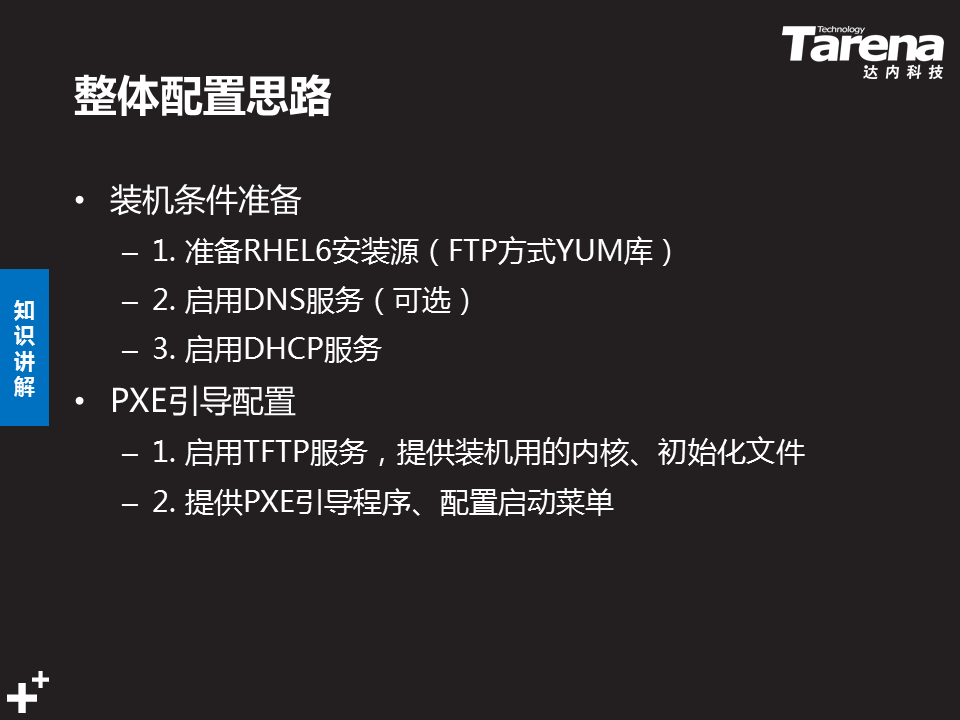 Technology
Tarena
达内科技
整体配置思路
• 装机条件准备
– 1. 准备RHEL6安装源（FTP方式YUM库）
– 2. 启用DNS服务（可选）
– 3. 启用DHCP服务
知识讲解
• PXE引导配置
– 1. 启用TFTP服务，提供装机用的内核、初始化文件
– 2. 提供PXE引导程序、配置启动菜单